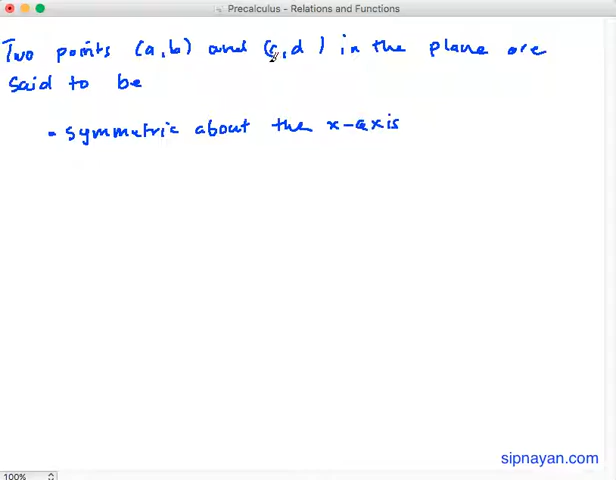 Precalculus - Relations and Functions
Two points (a,b) and (c,d) in the plane are
said to be
- symmetric about the x-axis
sipnayan.com
100%